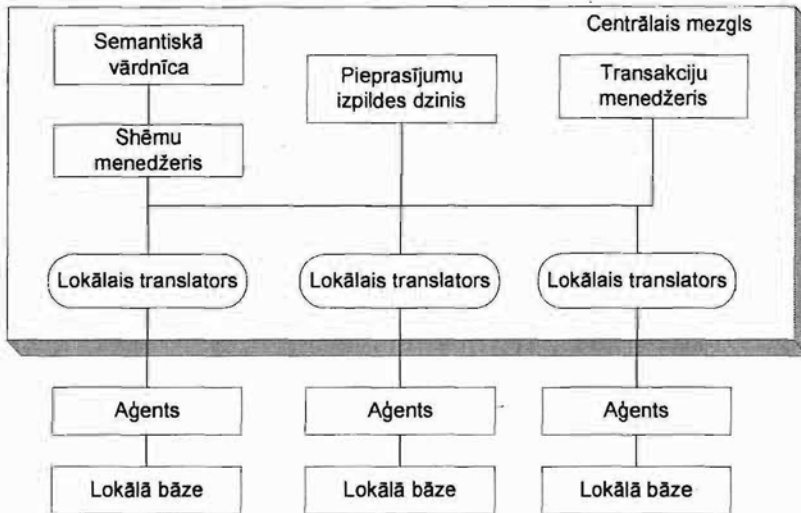 Centrālais mezgls
Semantiskā
vārdnīca
Pieprasījumu
izpildes dzinis
Transakciju
menedžeris
Shēmu
menedžeris
Lokālais translators
Lokālais translators
Lokālais translators
Aģents
Aģents
Aģents
Lokālā bāze
Lokālā bāze
Lokālā bāze